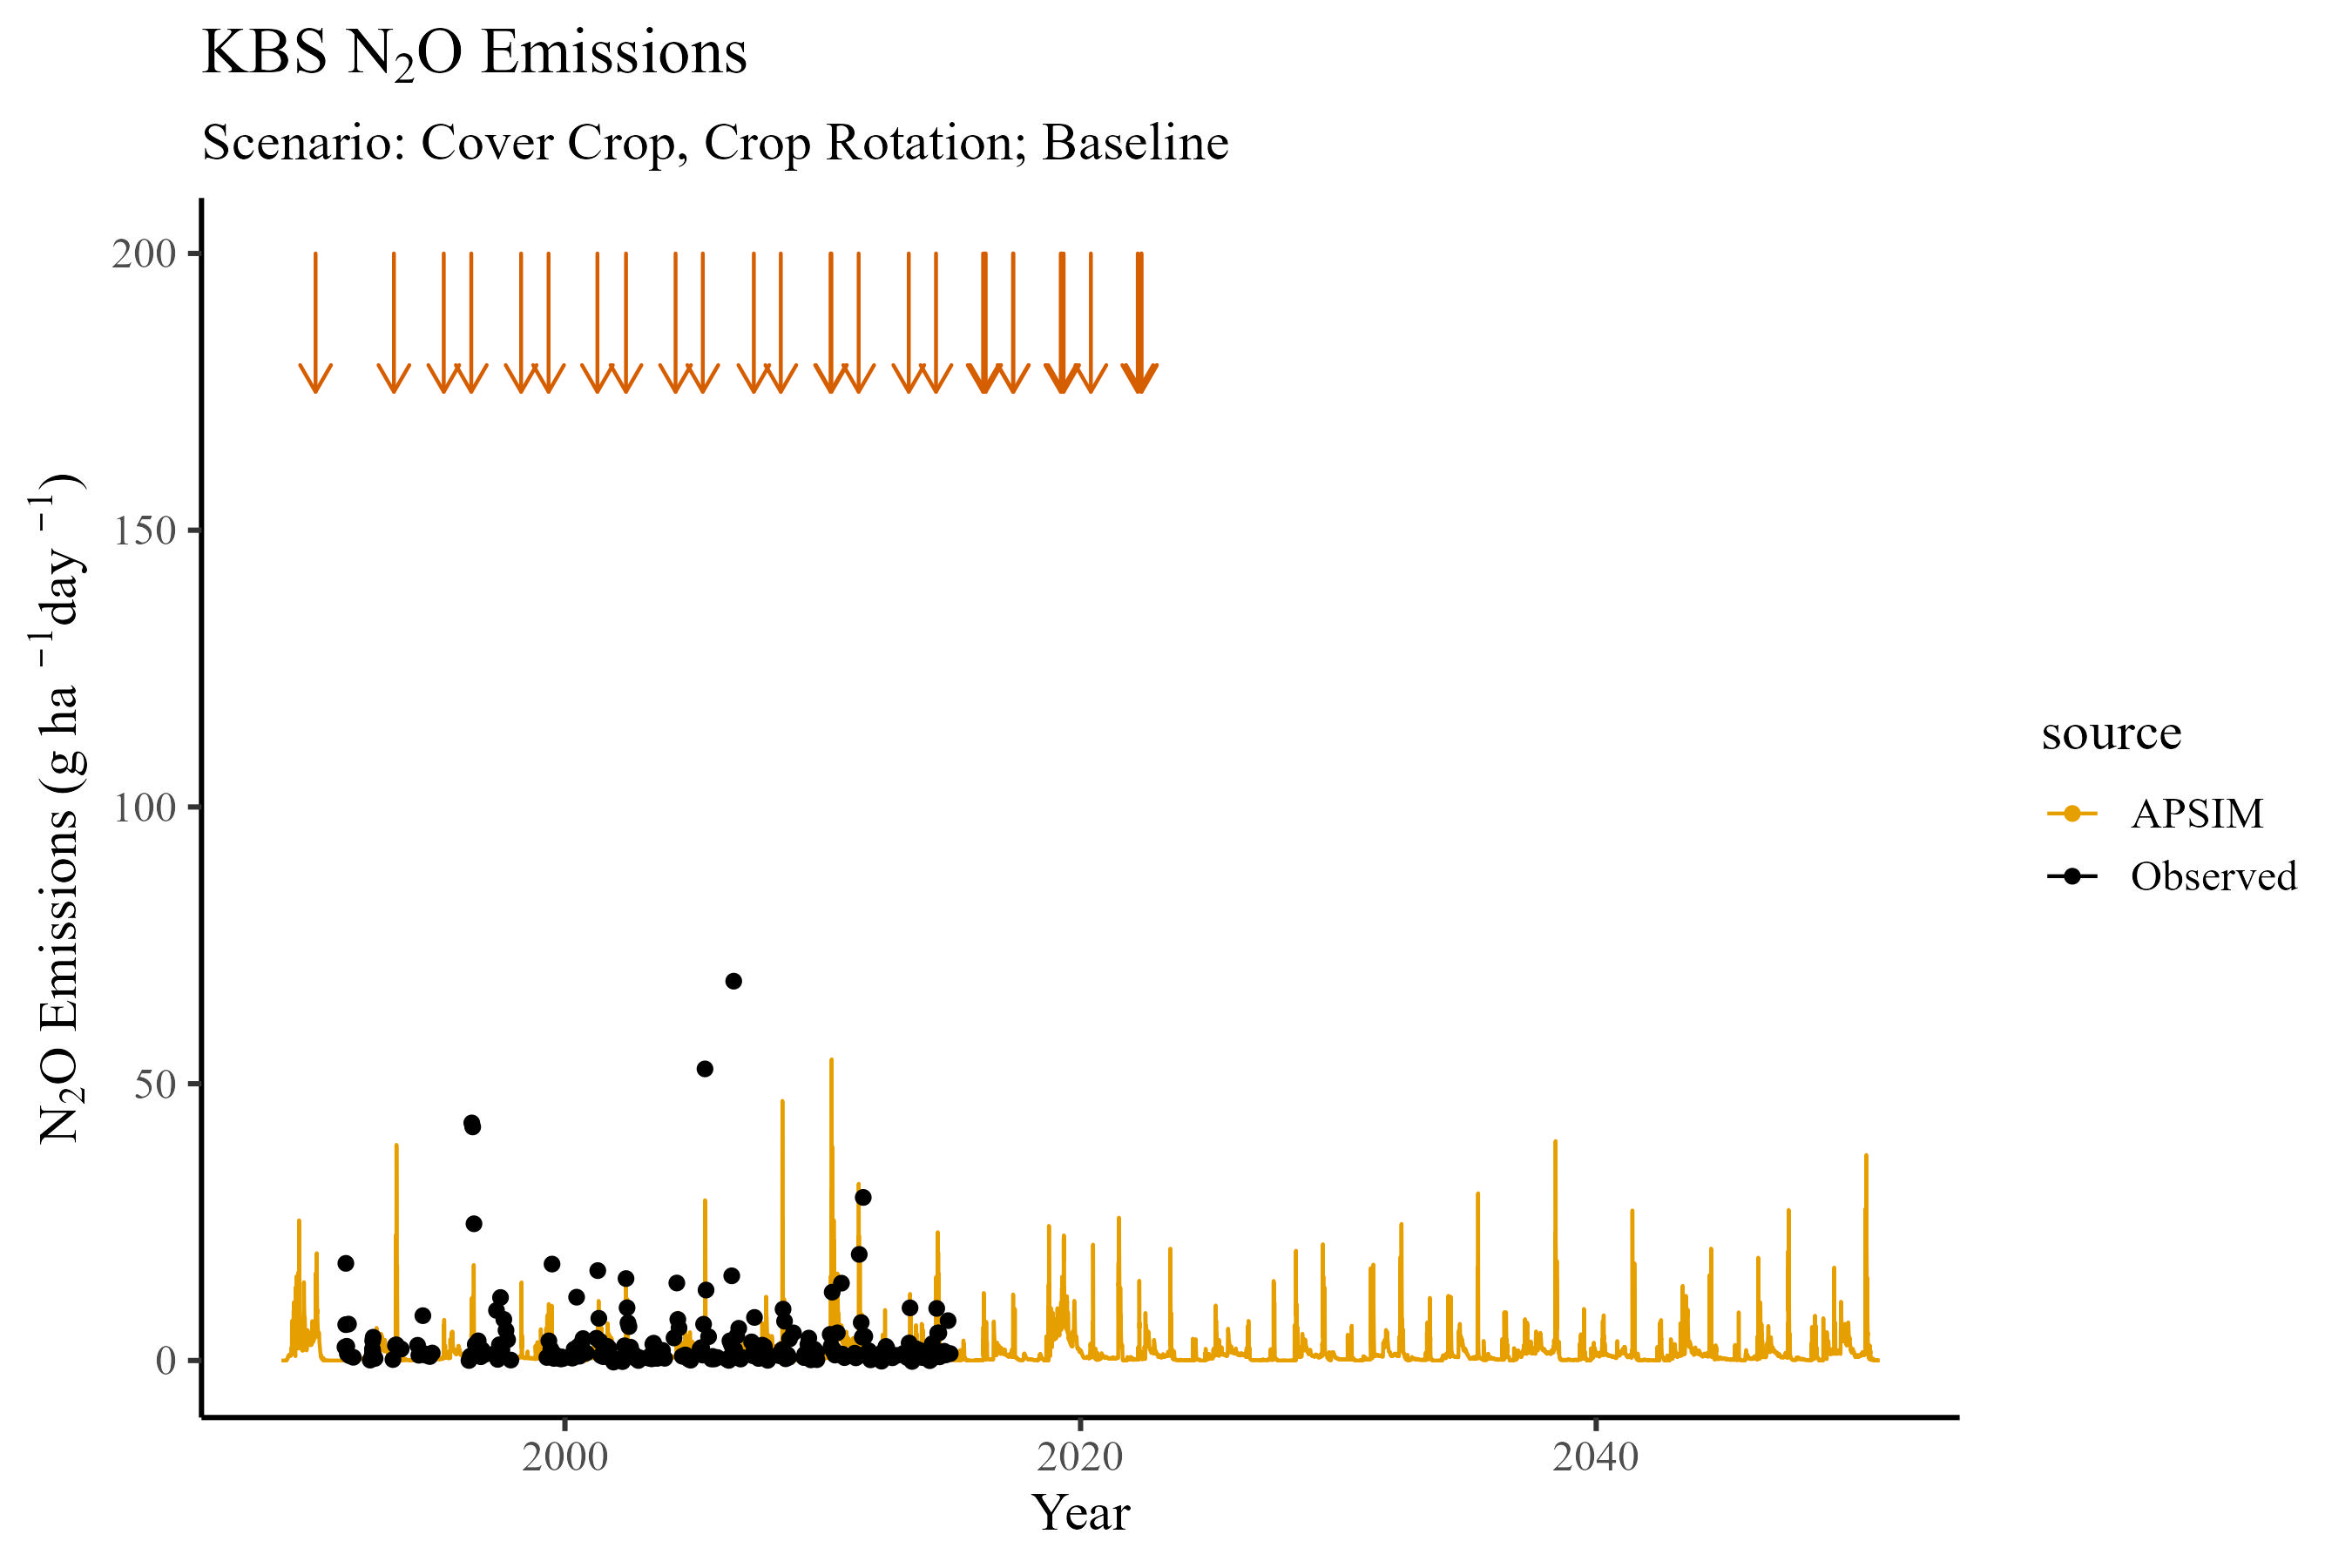 KBS N₂O Emissions
Scenario: Cover Crop, Crop Rotation; Baseline
N₂O Emissions (g ha ⁻¹day ⁻¹)
200
150
100
50
0
2000
2020
2040
Year
source
APSIM
Observed